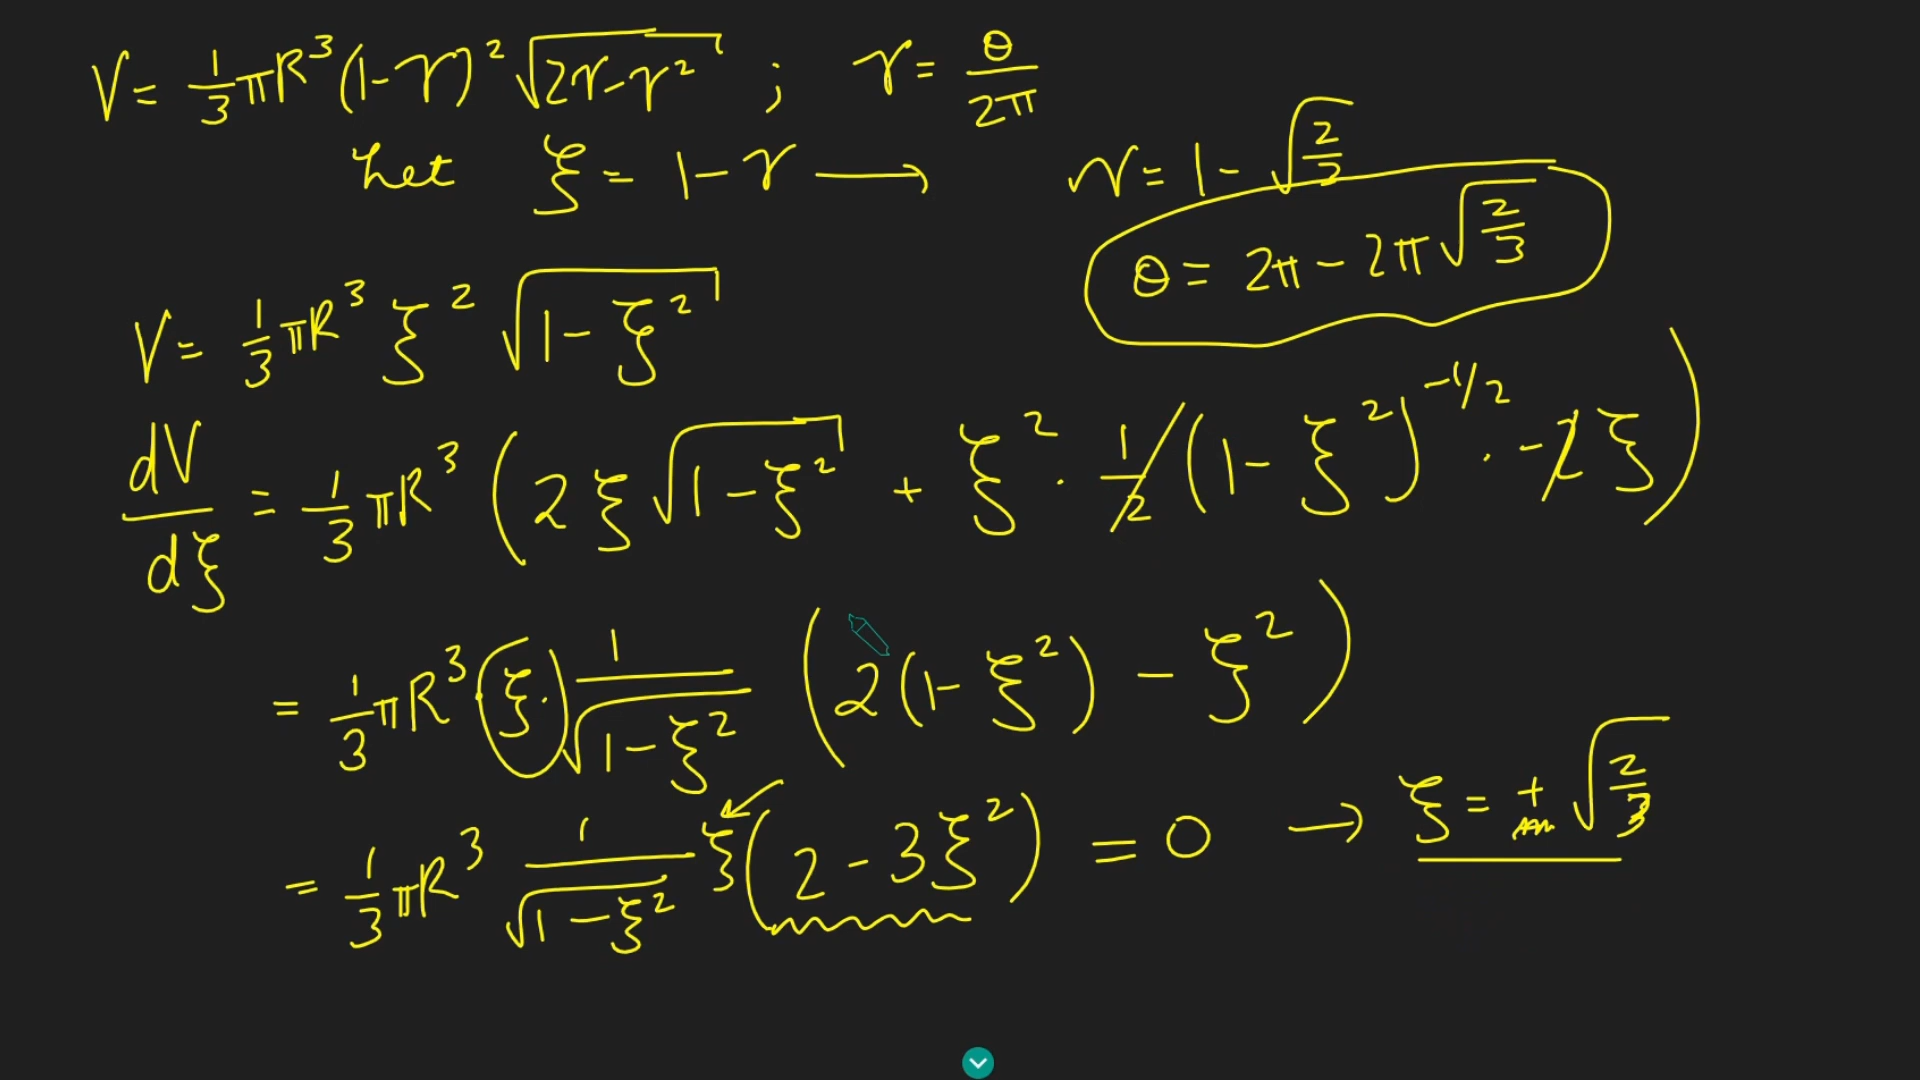 V = 1/3 πR³ (1-r)² √(2r-r²) ; r = θ/2π
Let ξ = 1-r ⟶ r = 1 - √(2/3)
θ = 2π - 2π√(2/3)
V = 1/3 πR³ ξ² √(1-ξ²)
dV/dξ = 1/3 πR³ (2ξ√(1-ξ²) + ξ² · 1/2 (1-ξ²)^(-1/2) · -2ξ)
= 1/3 πR³ · ξ · 1/√(1-ξ²) (2(1-ξ²) - ξ²)
= 1/3 πR³ 1/√(1-ξ²) ξ(2-3ξ²) = 0 → ξ = + √(2/3)